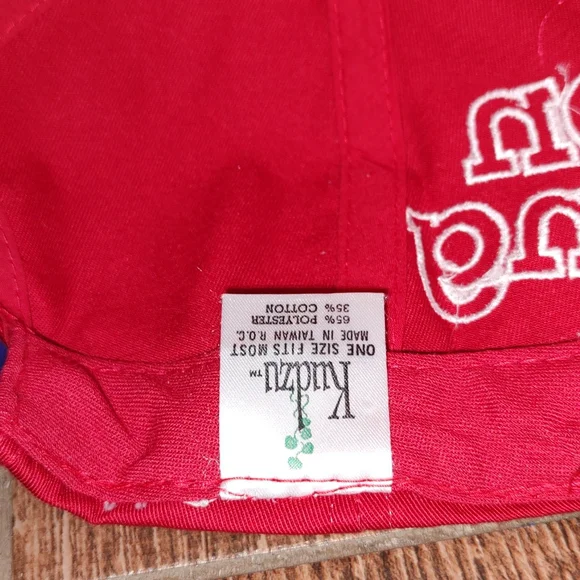 Kudzu™
ONE SIZE FITS MOST
MADE IN TAIWAN R.O.C.
65% POLYESTER
35% COTTON